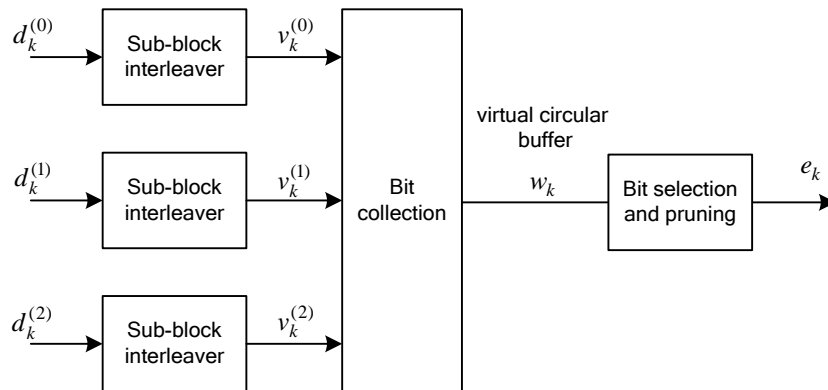 d_k^{(0)}
Sub-block
interleaver
v_k^{(0)}
d_k^{(1)}
Sub-block
interleaver
v_k^{(1)}
d_k^{(2)}
Sub-block
interleaver
v_k^{(2)}
Bit
collection
virtual circular
buffer
w_k
Bit selection
and pruning
e_k